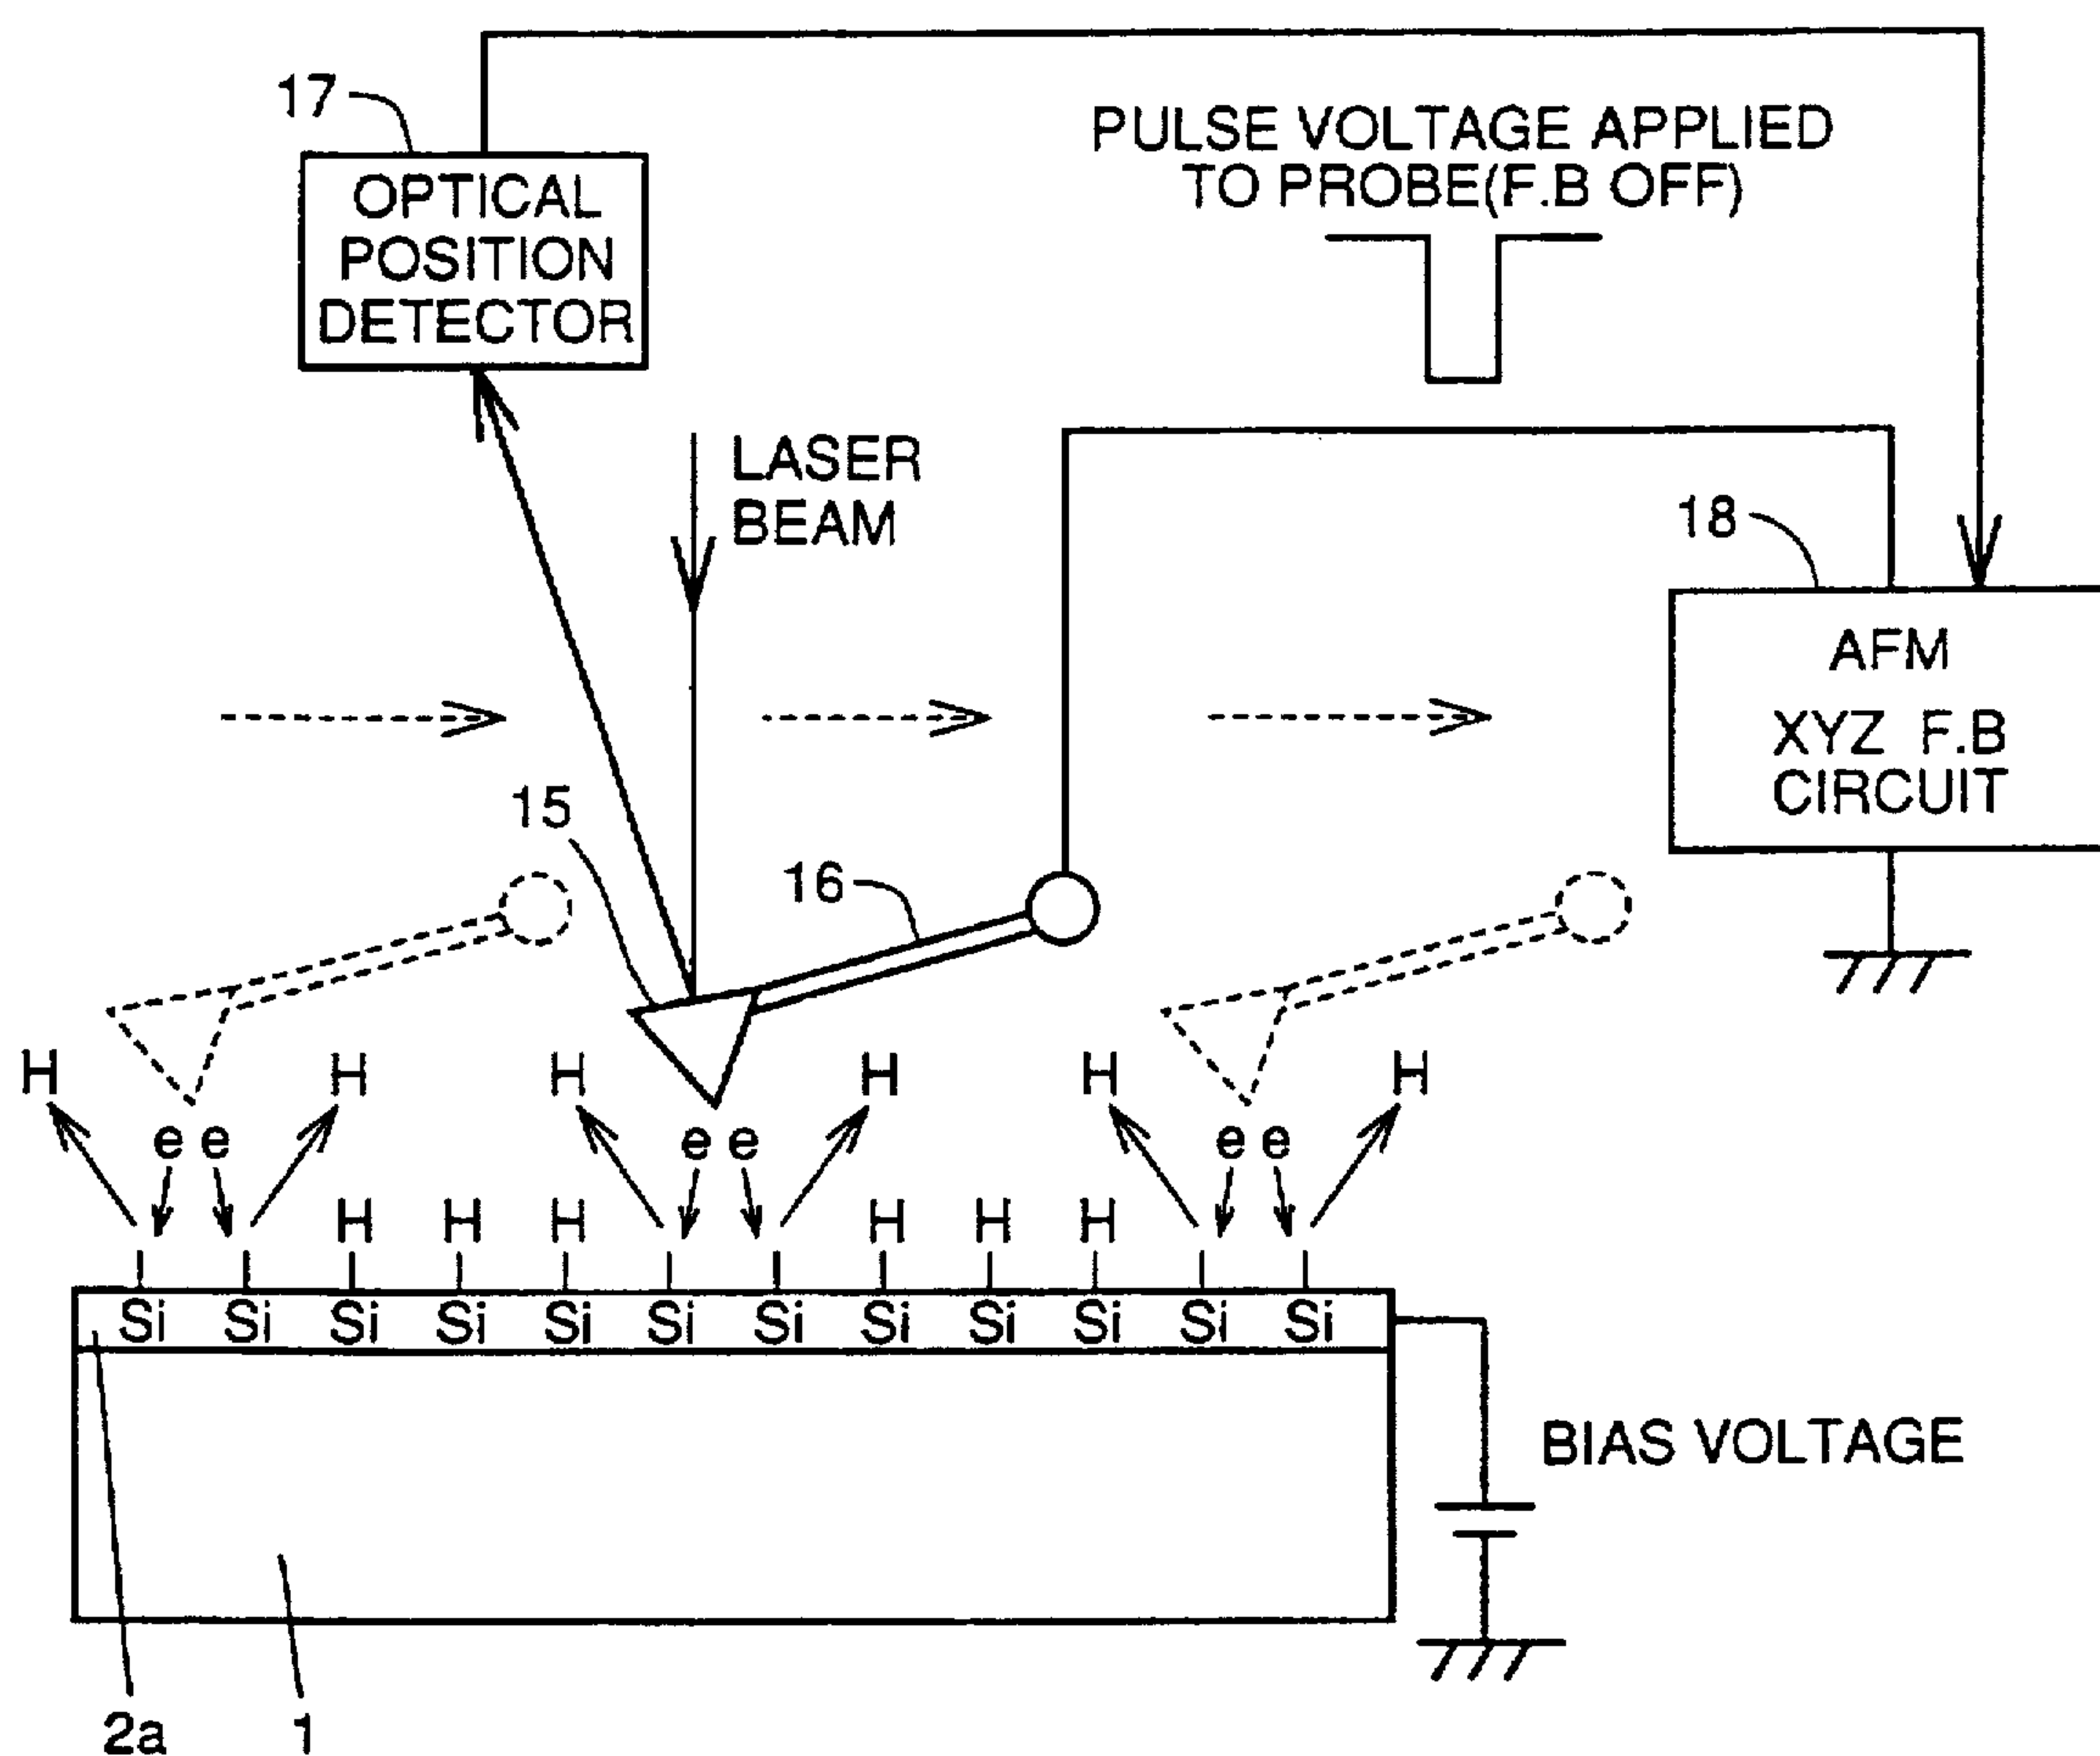 17
OPTICAL
POSITION
DETECTOR
PULSE VOLTAGE APPLIED
TO PROBE(F.B OFF)
LASER
BEAM
18
AFM
XYZ F.B
CIRCUIT
15
16
H H H H H H
e e e e e e
H H H H H H
Si Si Si Si Si Si Si Si Si Si Si Si
BIAS VOLTAGE
2a 1